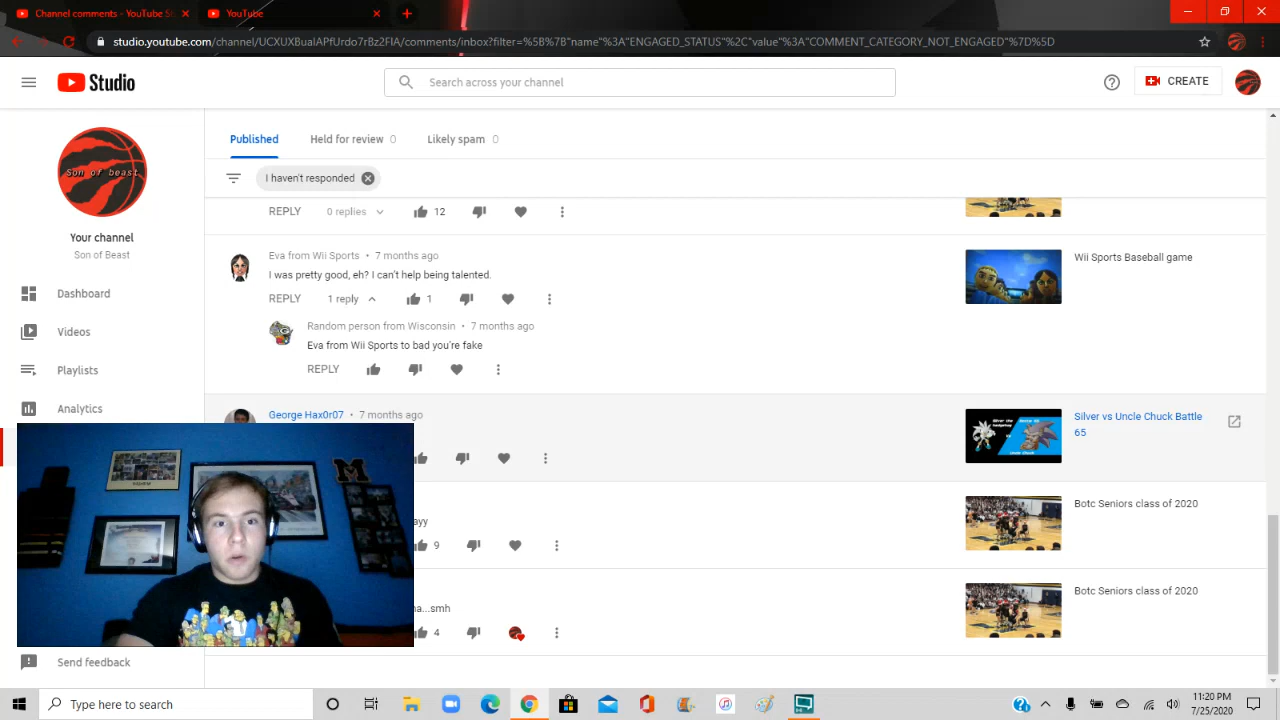 Channel comments - YouTube St
YouTube
studio.youtube.com/channel/UCXUXBualAPfUrdo7rBz2FIA/comments/inbox?filter=%5B%7B"name"%3A"ENGAGED_STATUS"%2C"value"%3A"COMMENT_CATEGORY_NOT_ENGAGED"%7D%5D
Studio
Search across your channel
CREATE
Son of beast
Your channel
Son of Beast
Dashboard
Videos
Playlists
Analytics
Send feedback
Published
Held for review 0
Likely spam 0
I haven't responded
REPLY 0 replies 12
Eva from Wii Sports • 7 months ago
I was pretty good, eh? I can't help being talented.
REPLY 1 reply 1
Wii Sports Baseball game
Random person from Wisconsin • 7 months ago
Eva from Wii Sports to bad you're fake
REPLY
George Hax0r07 • 7 months ago
Silver vs Uncle Chuck Battle
65
ayy
9
Botc Seniors class of 2020
na...smh
4
Botc Seniors class of 2020
Type here to search
11:20 PM
7/25/2020